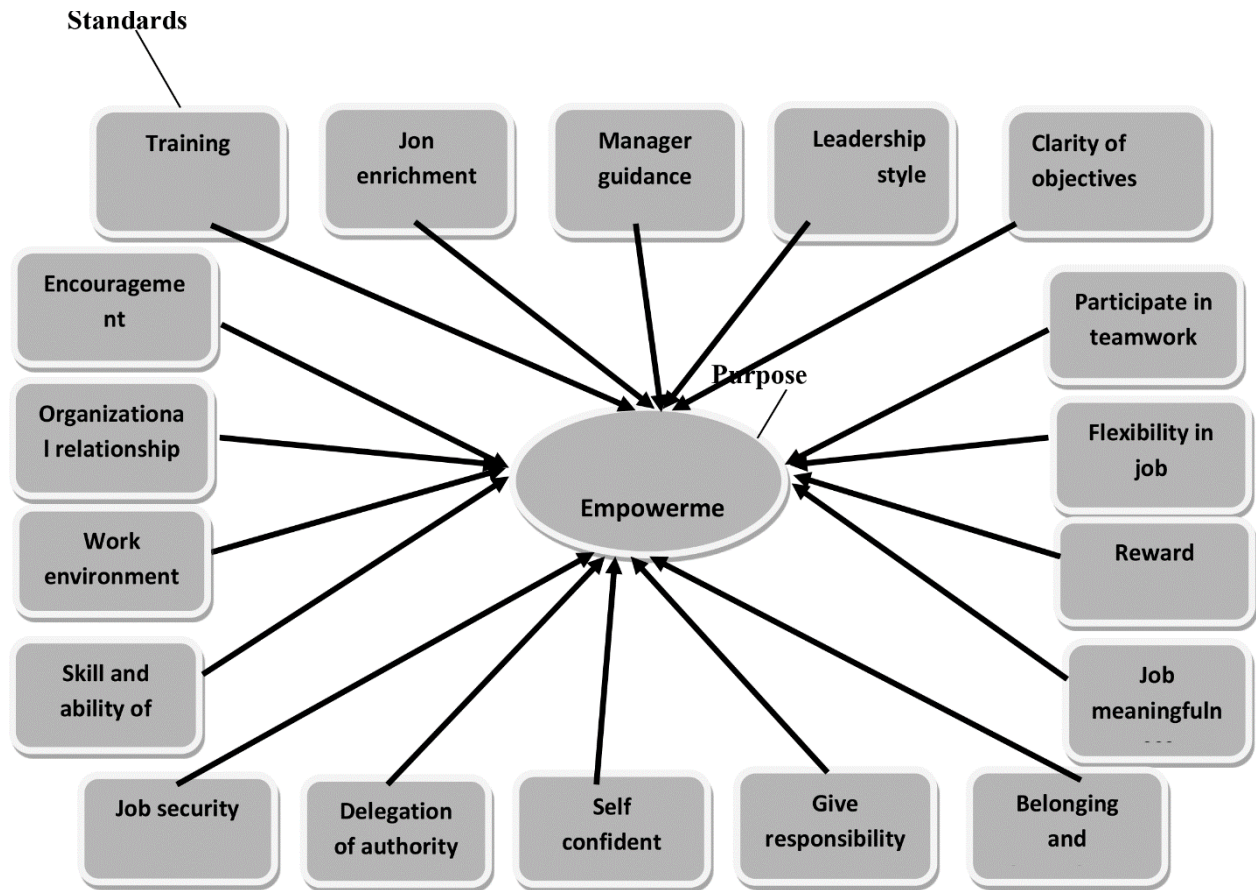 Standards
Training
Jon
enrichment
Manager
guidance
Leadership
style
Clarity of
objectives
Encourageme
nt
Participate in
teamwork
Purpose
Organizationa
l relationship
Flexibility in
job
Empowerme
Work
environment
Reward
Skill and
ability of
Job
meaningfuln
Job security
Delegation
of authority
Self
confident
Give
responsibility
Belonging
and